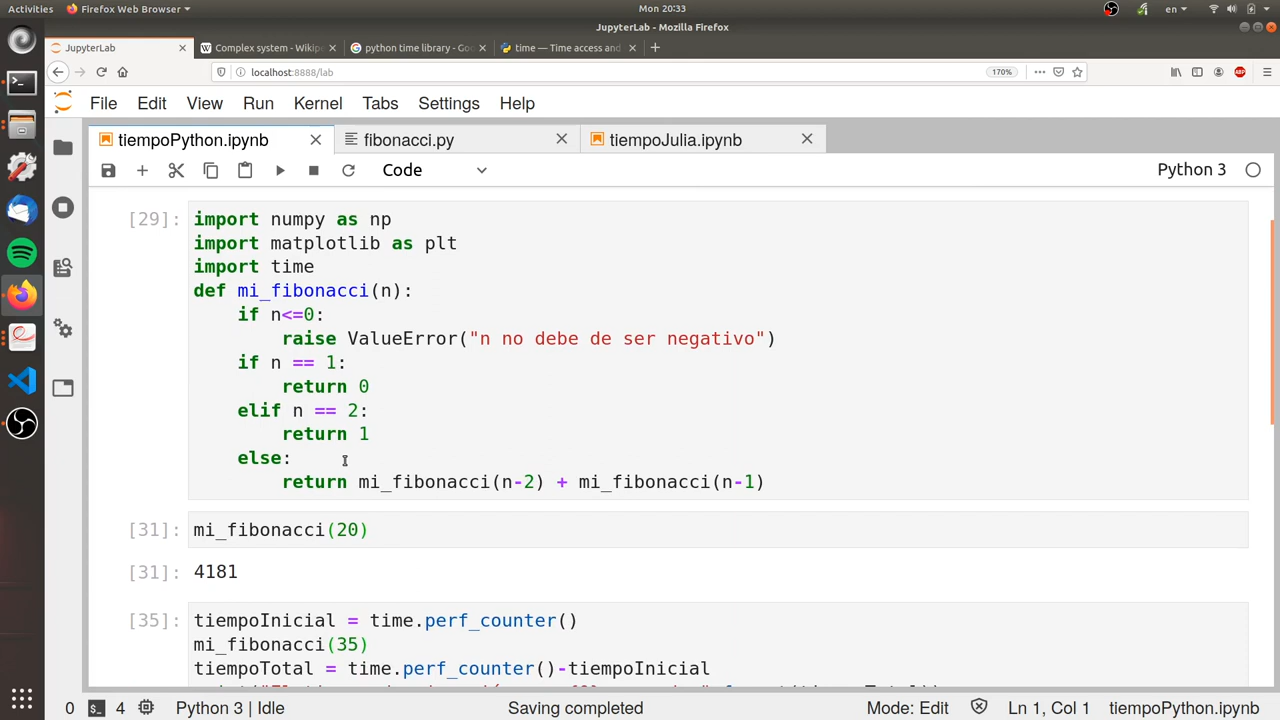 Activities Firefox Web Browser Mon 20:33 en
JupyterLab - Mozilla Firefox
JupyterLab Complex system - Wikipe python time library - Goo time — Time access and
localhost:8888/lab 170% ABP
File Edit View Run Kernel Tabs Settings Help
tiempoPython.ipynb fibonacci.py tiempoJulia.ipynb
Code Python 3
[29]: import numpy as np
import matplotlib as plt
import time
def mi_fibonacci(n):
if n<=0:
raise ValueError("n no debe de ser negativo")
if n == 1:
return 0
elif n == 2:
return 1
else:
return mi_fibonacci(n-2) + mi_fibonacci(n-1)
[31]: mi_fibonacci(20)
[31]: 4181
[35]: tiempoInicial = time.perf_counter()
mi_fibonacci(35)
tiempoTotal = time.perf_counter()-tiempoInicial
0 4 Python 3 | Idle Saving completed Mode: Edit Ln 1, Col 1 tiempoPython.ipynb